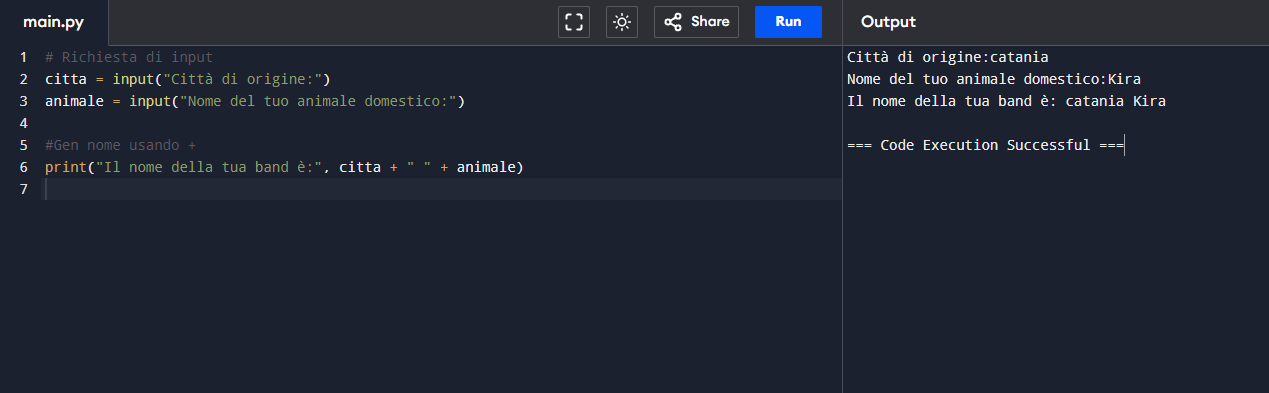 main.py
Share
Run
Output
1 # Richiesta di input
2 citta = input("Città di origine:")
3 animale = input("Nome del tuo animale domestico:")
4
5 #Gen nome usando +
6 print("Il nome della tua band è:", citta + " " + animale)
7
Città di origine:catania
Nome del tuo animale domestico:Kira
Il nome della tua band è: catania Kira
=== Code Execution Successful ===